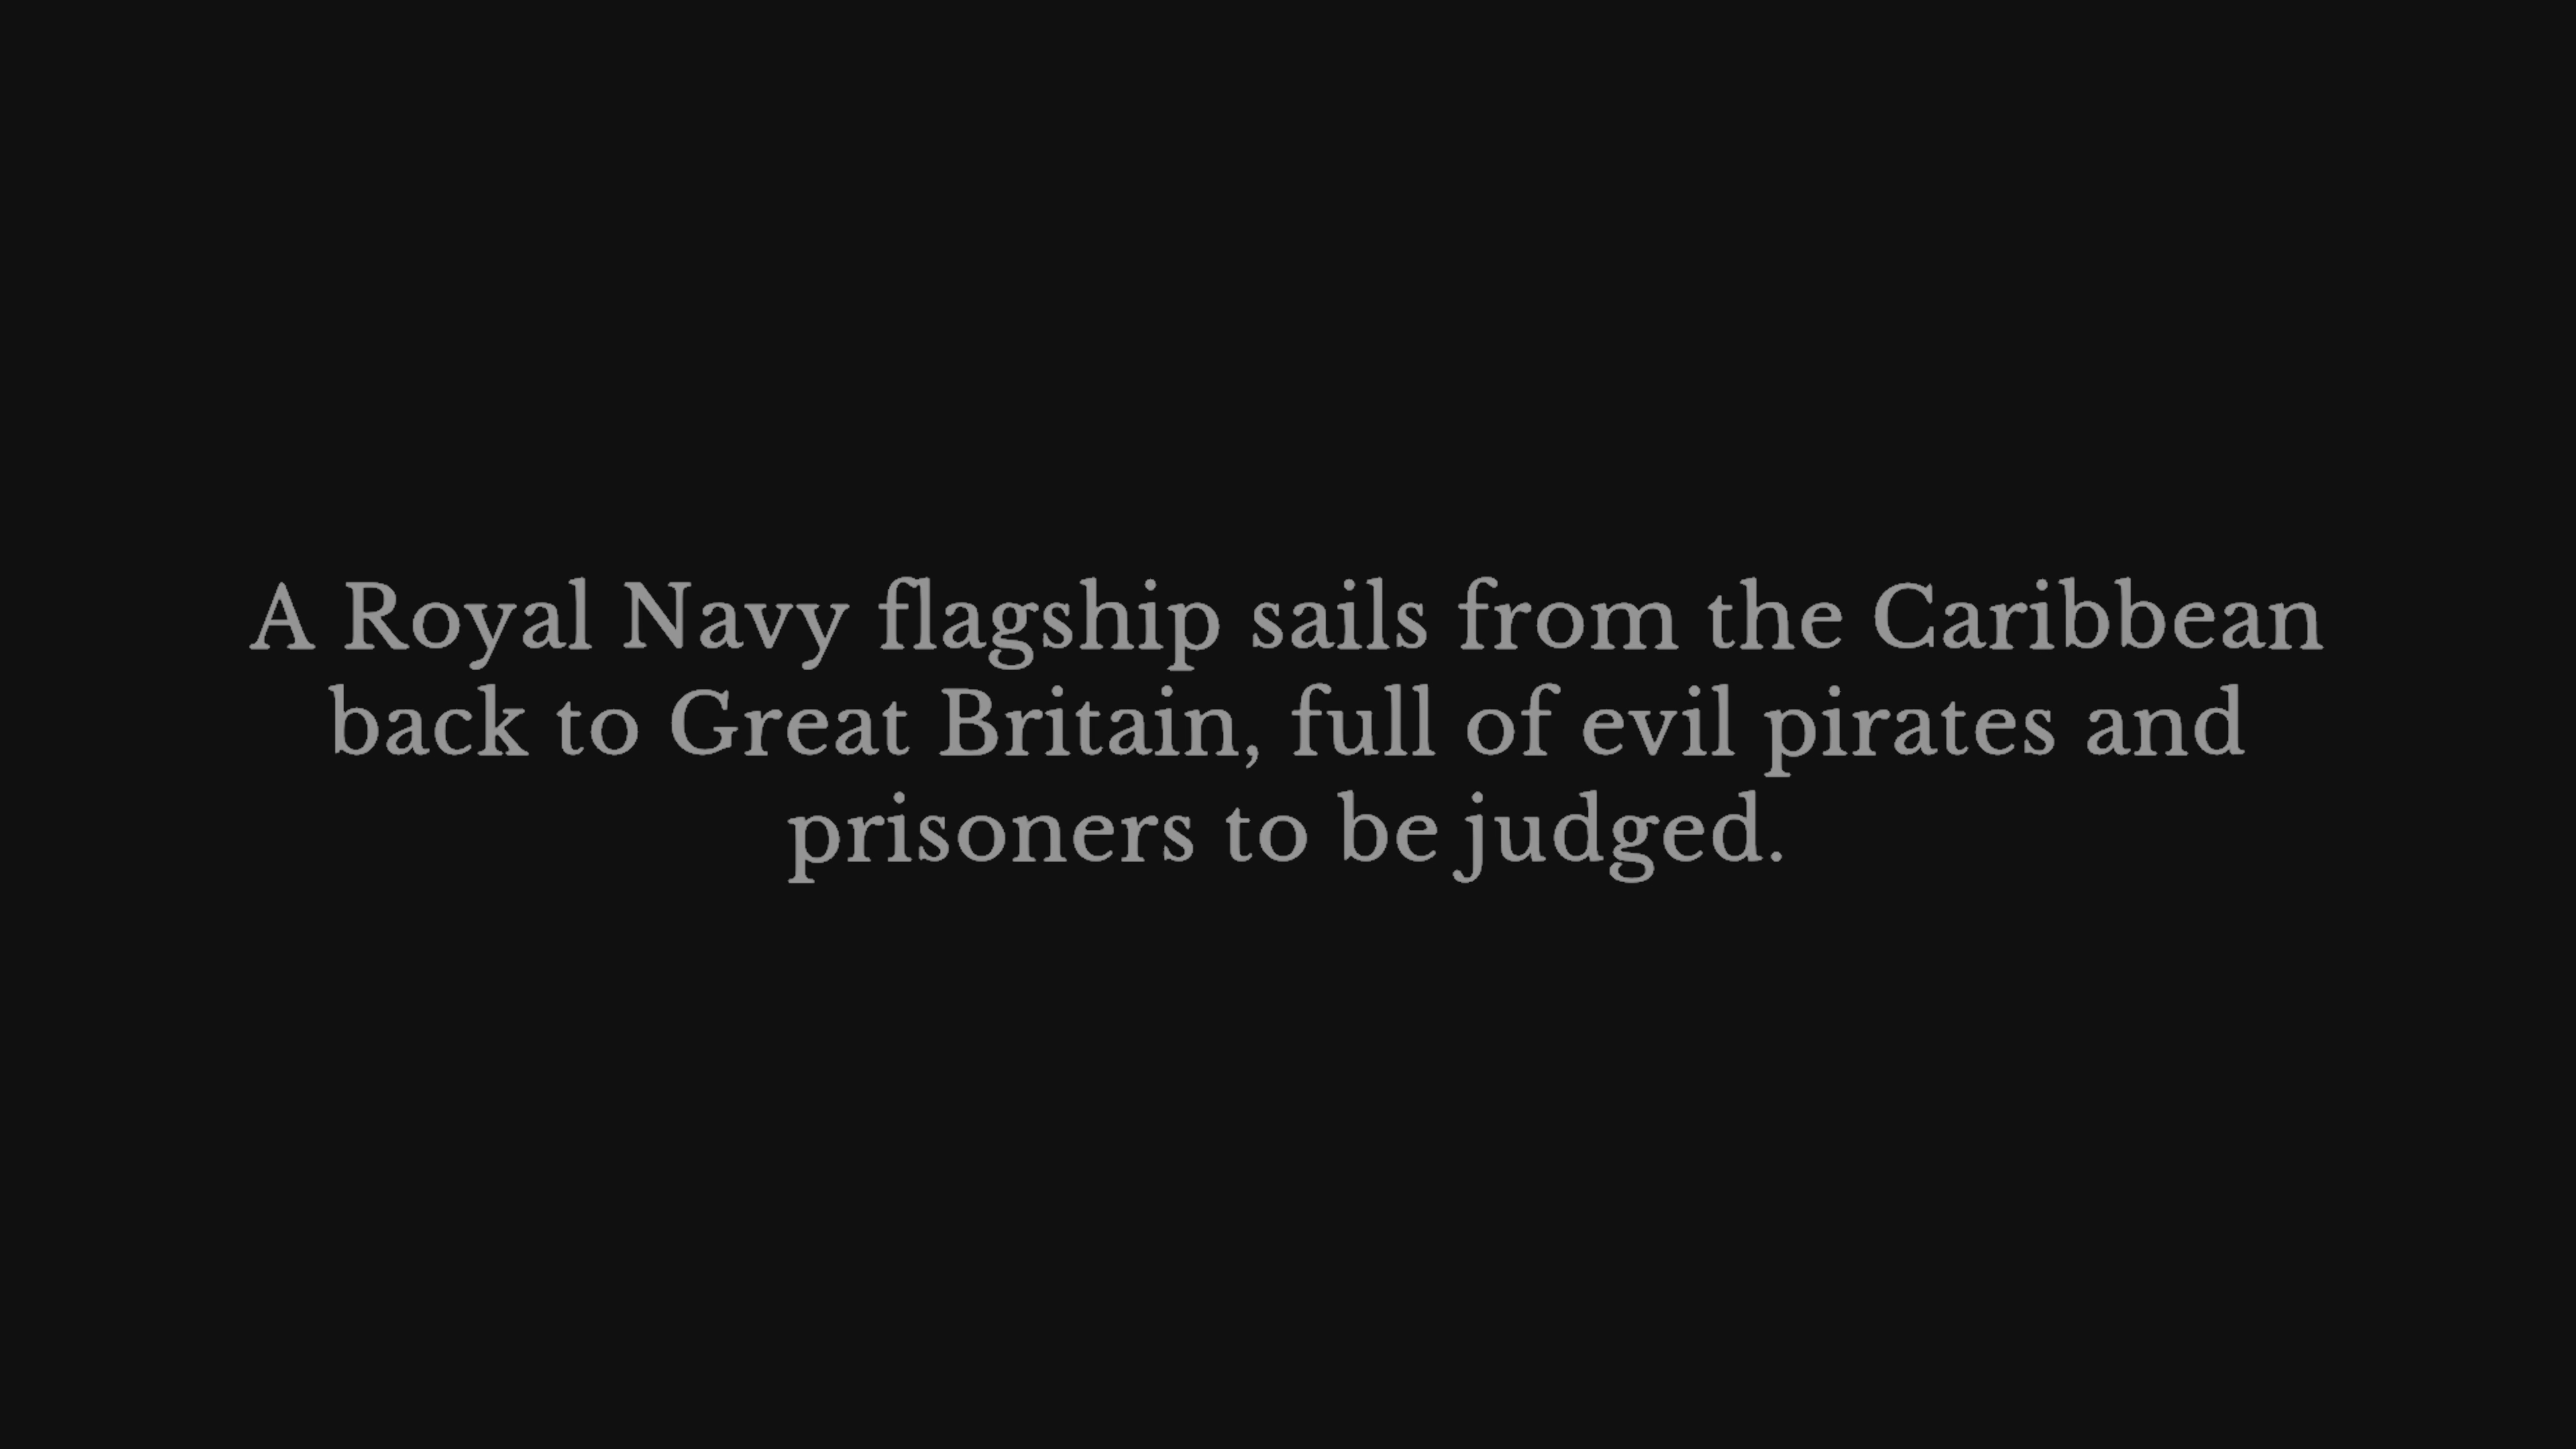 A Royal Navy flagship sails from the Caribbean
back to Great Britain, full of evil pirates and
prisoners to be judged.